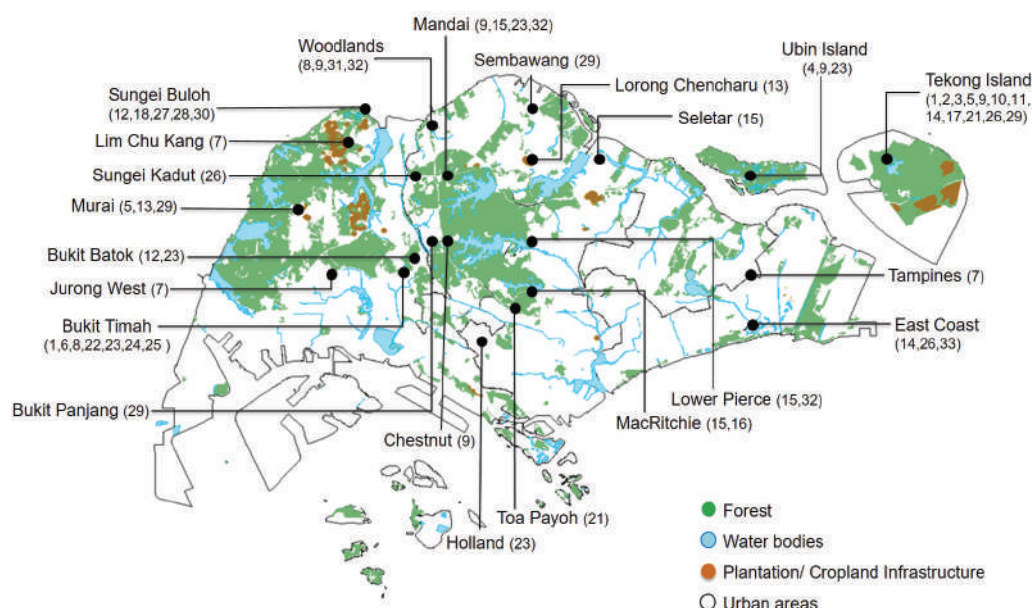 Mandai (9,15,23,32)
Woodlands
(8,9,31,32)
Sembawang (29)
Ubin Island
(4,9,23)
Lorong Chencharu (13)
Tekong Island
(1,2,3,5,9,10,11,
14,17,21,26,29)
Sungei Buloh
(12,18,27,28,30)
Seletar (15)
Lim Chu Kang (7)
Sungei Kadut (26)
Murai (5,13,29)
Bukit Batok (12,23)
Jurong West (7)
Tampines (7)
Bukit Timah
(1,6,8,22,23,24,25 )
East Coast
(14,26,33)
Bukit Panjang (29)
Lower Pierce (15,32)
MacRitchie (15,16)
Chestnut (9)
Toa Payoh (21)
Holland (23)
Forest
Water bodies
Plantation/ Cropland Infrastructure
Urban areas